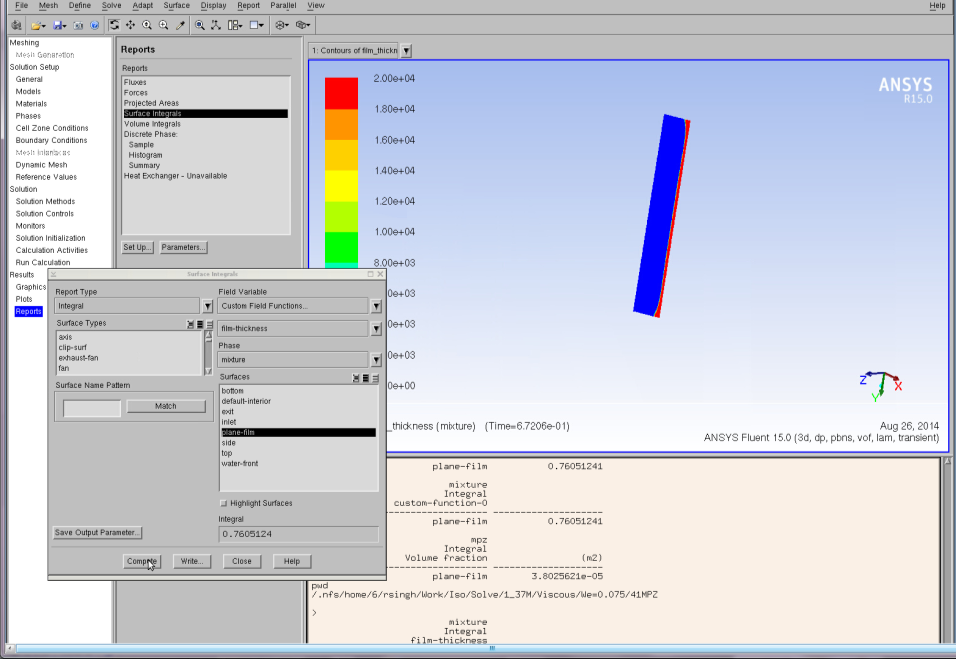 File Mesh Define Solve Adapt Surface Display Report Parallel View Help
Meshing
Mesh Generation
Solution Setup
General
Models
Materials
Phases
Cell Zone Conditions
Boundary Conditions
Mesh Interfaces
Dynamic Mesh
Reference Values
Solution
Solution Methods
Solution Controls
Monitors
Solution Initialization
Calculation Activities
Run Calculation
Results
Graphics
Plots
Reports
Reports
Reports
Fluxes
Forces
Projected Areas
Surface Integrals
Volume Integrals
Discrete Phase:
Sample
Histogram
Summary
Heat Exchanger - Unavailable
Set Up... Parameters...
Surface Integrals
Report Type
Integral
Surface Types
axis
clip-surf
exhaust-fan
fan
Surface Name Pattern
Match
Save Output Parameter...
Field Variable
Custom Field Functions...
film-thickness
Phase
mixture
Surfaces
bottom
default-interior
exit
inlet
plane-film
side
top
water-front
Highlight Surfaces
Integral
0.7605124
Compute Write... Close Help
1: Contours of film_thickn
2.00e+04
1.80e+04
1.60e+04
1.40e+04
1.20e+04
1.00e+04
8.00e+03
0e+03
0e+03
0e+03
0e+00
ANSYS
R15.0
Z X
Y
_thickness (mixture) (Time=6.7206e-01)
Aug 26, 2014
ANSYS Fluent 15.0 (3d, dp, pbns, vof, lam, transient)
plane-film 0.76051241
mixture
Integral
custom-function-0
-------------------- --------------------
plane-film 0.76051241
mpz
Integral
Volume fraction (m2)
-------------------- --------------------
plane-film 3.8025621e-05
pwd
/.nfs/home/6/rsingh/Work/Iso/Solve/1_37M/Viscous/We=0.075/41MPZ
>
mixture
Integral
film-thickness